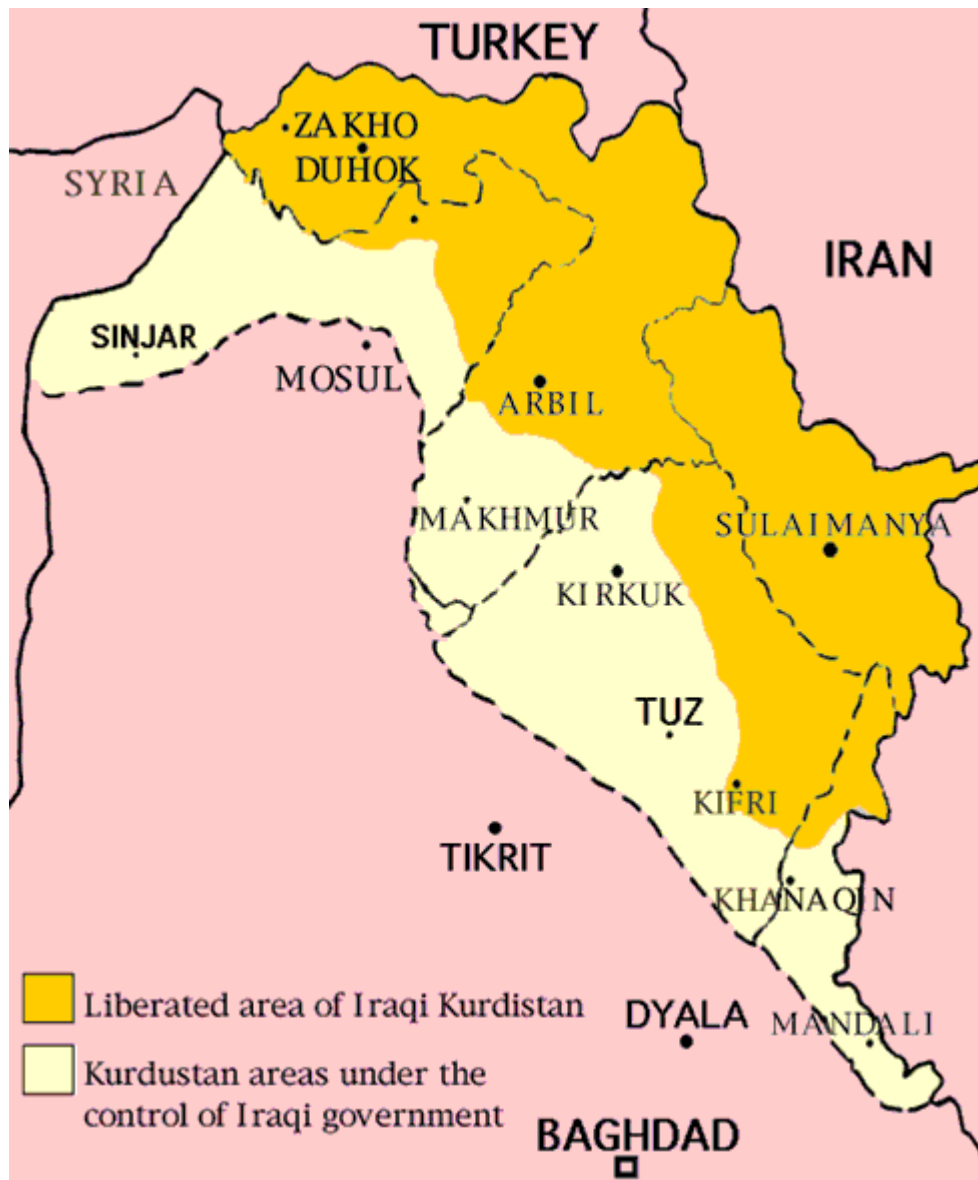 TURKEY
ZAKHO
DUHOK
SYRIA
IRAN
SINJAR
MOSUL
ARBIL
MAKHMUR
SULAIMANYA
KIRKUK
TUZ
KIFRI
TIKRIT
KHANAQIN
Liberated area of Iraqi Kurdistan
DYALA
MANDALI
Kurdustan areas under the
control of Iraqi government
BAGHDAD